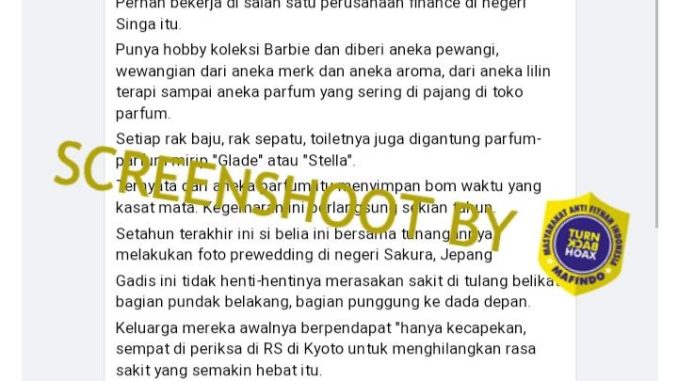 Pernah bekerja di salah satu perusahaan finance di negeri
Singa itu.
Punya hobby koleksi Barbie dan diberi aneka pewangi,
wewangian dari aneka merk dan aneka aroma, dari aneka lilin
terapi sampai aneka parfum yang sering di pajang di toko
parfum.
Setiap rak baju, rak sepatu, toiletnya juga digantung parfum-
parfum mirip "Glade" atau "Stella".
Ternyata dari aneka parfum itu menyimpan bom waktu yang
kasat mata. Kegemaran ini berlangsung sekian tahun.
Setahun terakhir ini si belia ini bersama tunangannya
melakukan foto prewedding di negeri Sakura, Jepang
Gadis ini tidak henti-hentinya merasakan sakit di tulang belikat
bagian pundak belakang, bagian punggung ke dada depan.
Keluarga mereka awalnya berpendapat "hanya kecapekan,
sempat di periksa di RS di Kyoto untuk menghilangkan rasa
sakit yang semakin hebat itu.
SCREENSHOOT BY
MASYARAKAT ANTI FITNAH INDONESIA
TURN
BACK
HOAX
MAFINDO